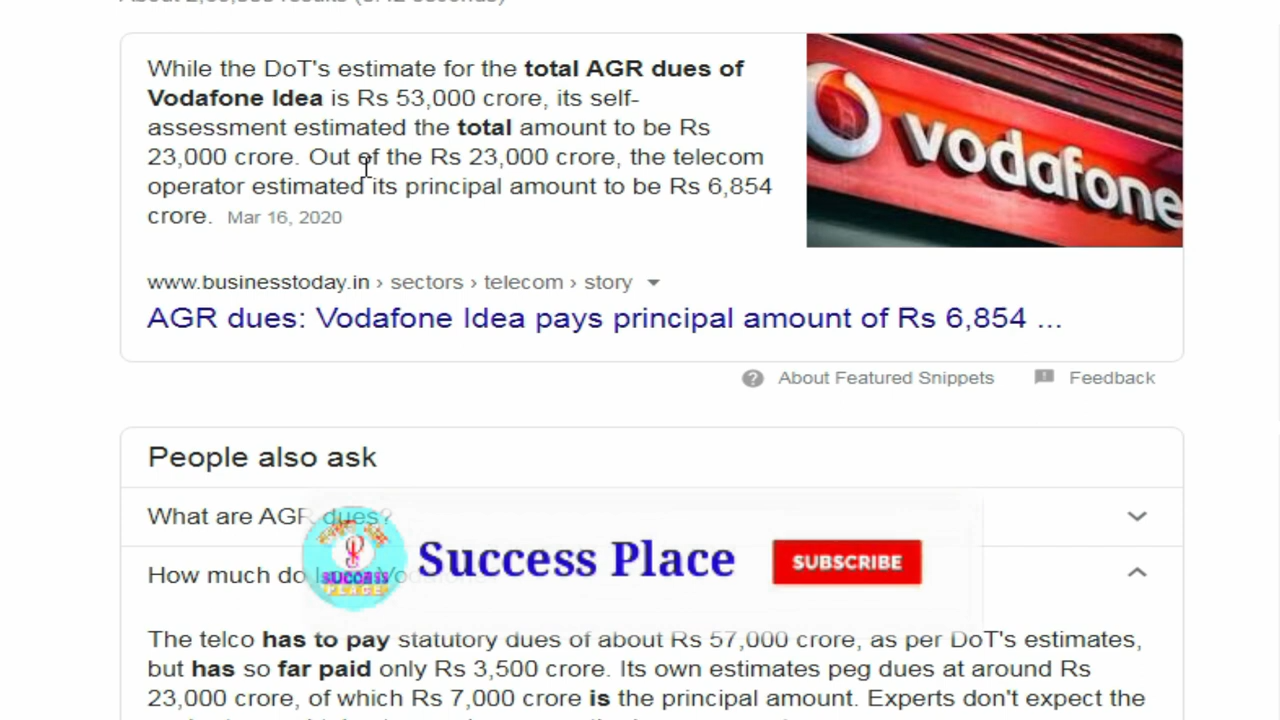 While the DoT's estimate for the total AGR dues of
Vodafone Idea is Rs 53,000 crore, its self-
assessment estimated the total amount to be Rs
23,000 crore. Out of the Rs 23,000 crore, the telecom
operator estimated its principal amount to be Rs 6,854
crore. Mar 16, 2020
vodafone
www.businesstoday.in › sectors › telecom › story
AGR dues: Vodafone Idea pays principal amount of Rs 6,854 ...
About Featured Snippets Feedback
People also ask
What are AGR dues?
Success Place SUBSCRIBE
SUCCESS
PLACE
How much do
The telco has to pay statutory dues of about Rs 57,000 crore, as per DoT's estimates,
but has so far paid only Rs 3,500 crore. Its own estimates peg dues at around Rs
23,000 crore, of which Rs 7,000 crore is the principal amount. Experts don't expect the